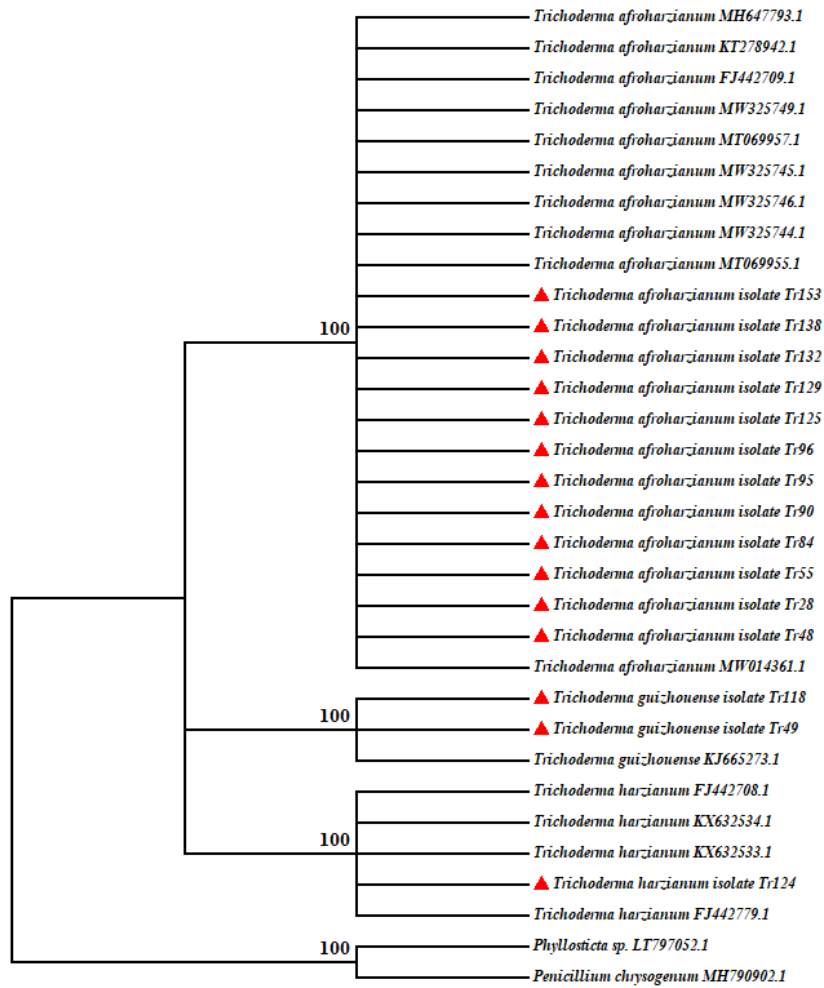 Trichoderma afroharzianum MH647793.1
Trichoderma afroharzianum KT278942.1
Trichoderma afroharzianum FJ442709.1
Trichoderma afroharzianum MW325749.1
Trichoderma afroharzianum MT069957.1
Trichoderma afroharzianum MW325745.1
Trichoderma afroharzianum MW325746.1
Trichoderma afroharzianum MW325744.1
Trichoderma afroharzianum MT069955.1
Trichoderma afroharzianum isolate Tr153
100
Trichoderma afroharzianum isolate Tr138
Trichoderma afroharzianum isolate Tr132
Trichoderma afroharzianum isolate Tr129
Trichoderma afroharzianum isolate Tr125
Trichoderma afroharzianum isolate Tr96
Trichoderma afroharzianum isolate Tr95
Trichoderma afroharzianum isolate Tr90
Trichoderma afroharzianum isolate Tr84
Trichoderma afroharzianum isolate Tr55
Trichoderma afroharzianum isolate Tr28
Trichoderma afroharzianum isolate Tr48
Trichoderma afroharzianum MW014361.1
Trichoderma guizhouense isolate Tr118
100
Trichoderma guizhouense isolate Tr49
Trichoderma guizhouense KJ665273.1
Trichoderma harzianum FJ442708.1
Trichoderma harzianum KX632534.1
100
Trichoderma harzianum KX632533.1
Trichoderma harzianum isolate Tr124
Trichoderma harzianum FJ442779.1
100
Phyllosticta sp. LT797052.1
Penicillium chrysogenum MH790902.1